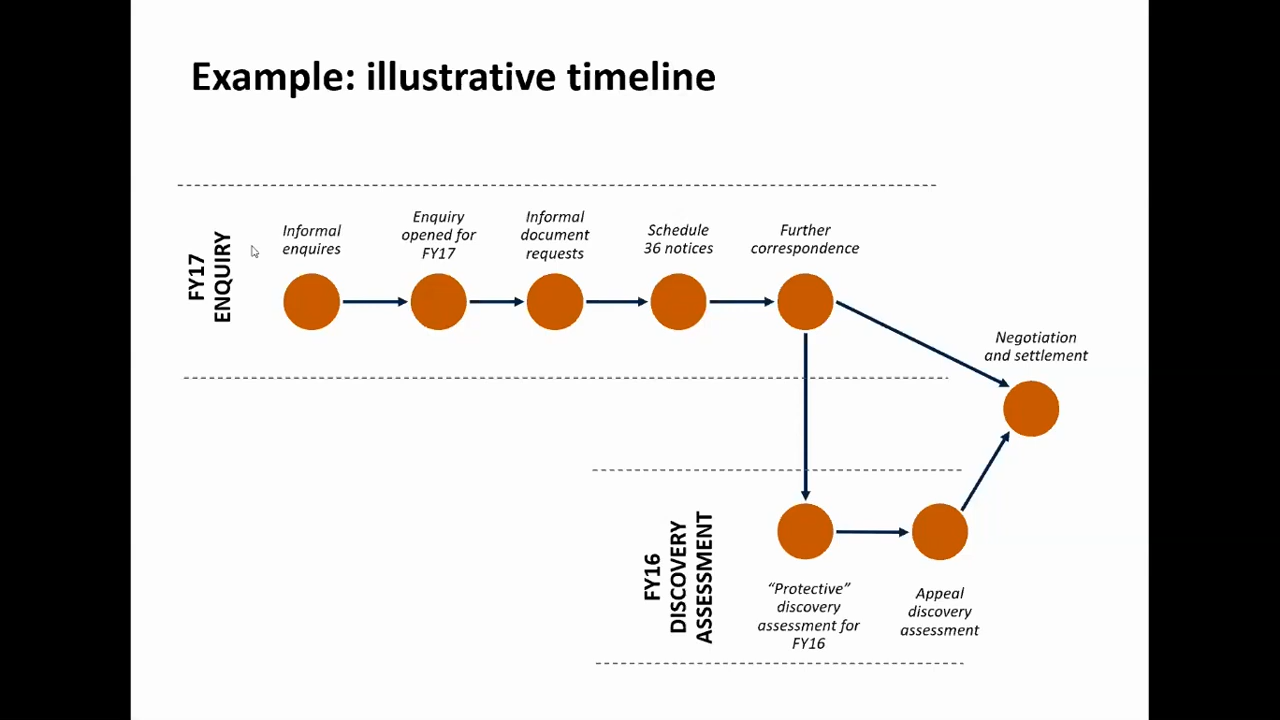 Example: illustrative timeline
FY17
ENQUIRY
Informal
enquires
Enquiry
opened for
FY17
Informal
document
requests
Schedule
36 notices
Further
correspondence
Negotiation
and settlement
FY16
DISCOVERY
ASSESSMENT
“Protective”
discovery
assessment for
FY16
Appeal
discovery
assessment